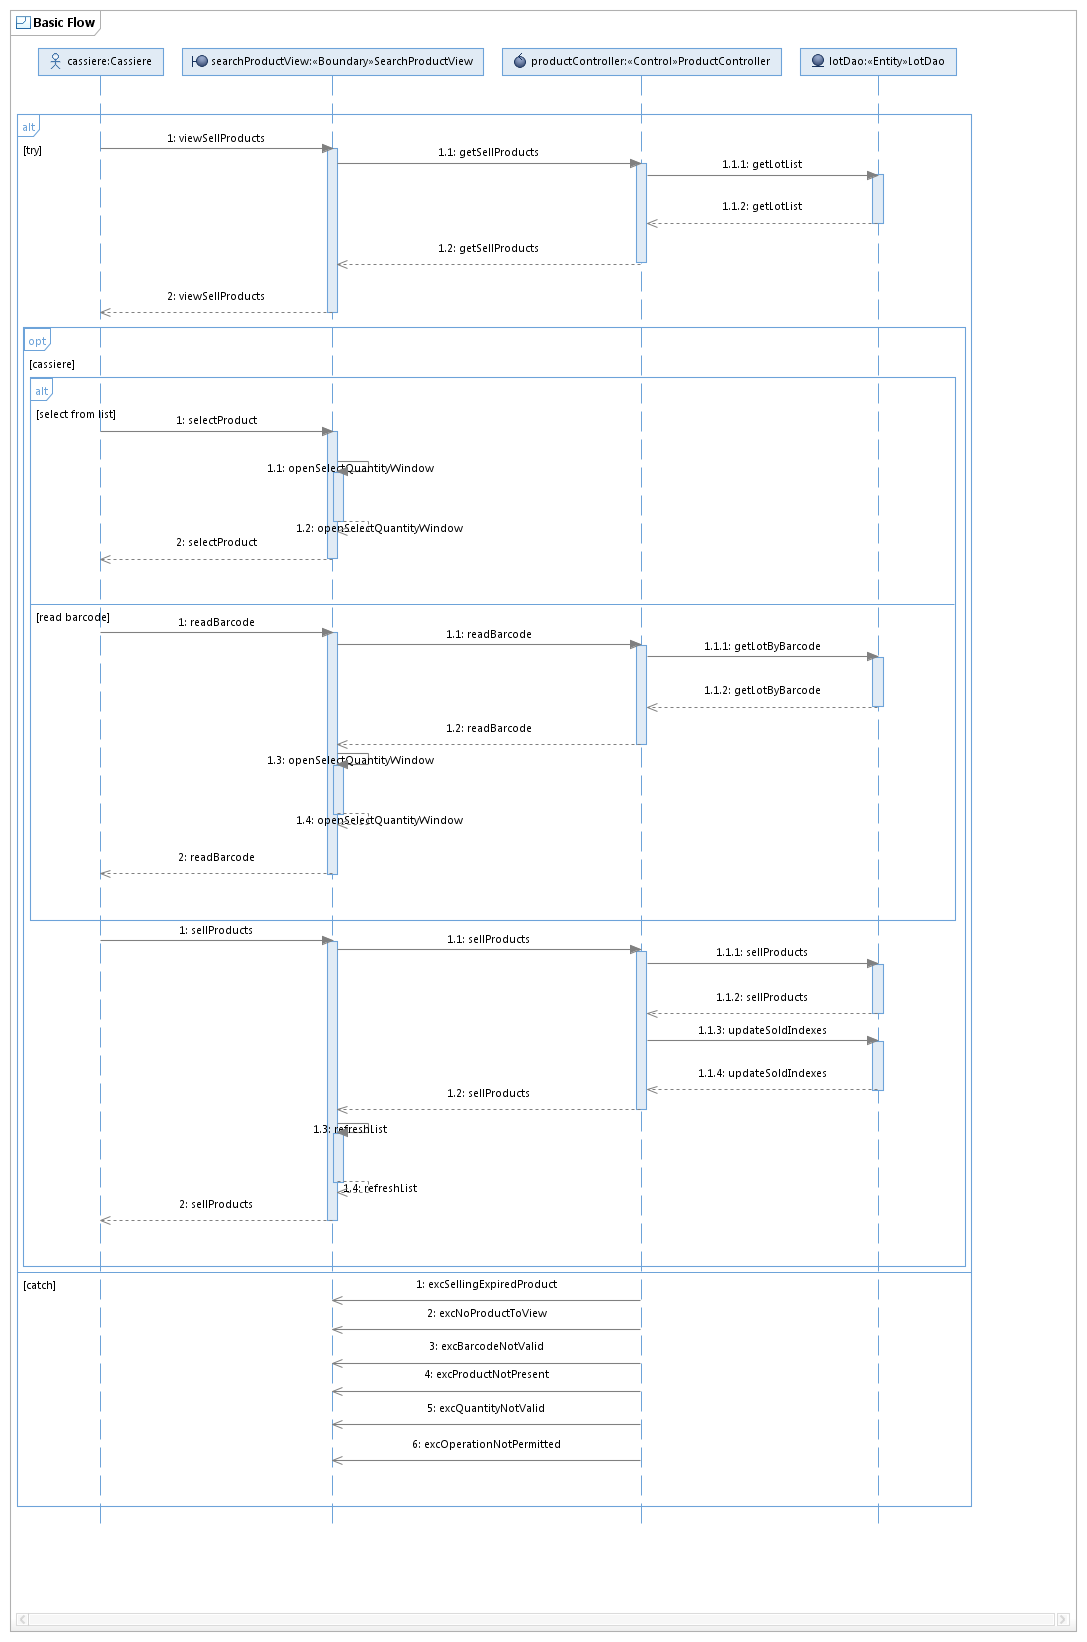 Basic Flow
cassiere:Cassiere
searchProductView:«Boundary»SearchProductView
productController:«Control»ProductController
lotDao:«Entity»LotDao
alt
[try]
1: viewSellProducts
1.1: getSellProducts
1.1.1: getLotList
1.1.2: getLotList
1.2: getSellProducts
2: viewSellProducts
opt
[cassiere]
alt
[select from list]
1: selectProduct
1.1: openSelectQuantityWindow
1.2: openSelectQuantityWindow
2: selectProduct
[read barcode]
1: readBarcode
1.1: readBarcode
1.1.1: getLotByBarcode
1.1.2: getLotByBarcode
1.2: readBarcode
1.3: openSelectQuantityWindow
1.4: openSelectQuantityWindow
2: readBarcode
1: sellProducts
1.1: sellProducts
1.1.1: sellProducts
1.1.2: sellProducts
1.1.3: updateSoldIndexes
1.1.4: updateSoldIndexes
1.2: sellProducts
1.3: refreshList
1.4: refreshList
2: sellProducts
[catch]
1: excSellingExpiredProduct
2: excNoProductToView
3: excBarcodeNotValid
4: excProductNotPresent
5: excQuantityNotValid
6: excOperationNotPermitted